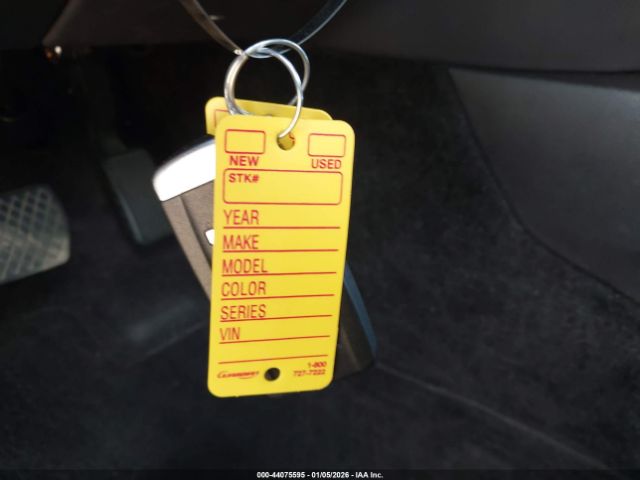 NEW USED
STK#
YEAR
MAKE
MODEL
COLOR
SERIES
VIN
1-800
727-7222
000-44075595 - 01/05/2026 - IAA Inc.